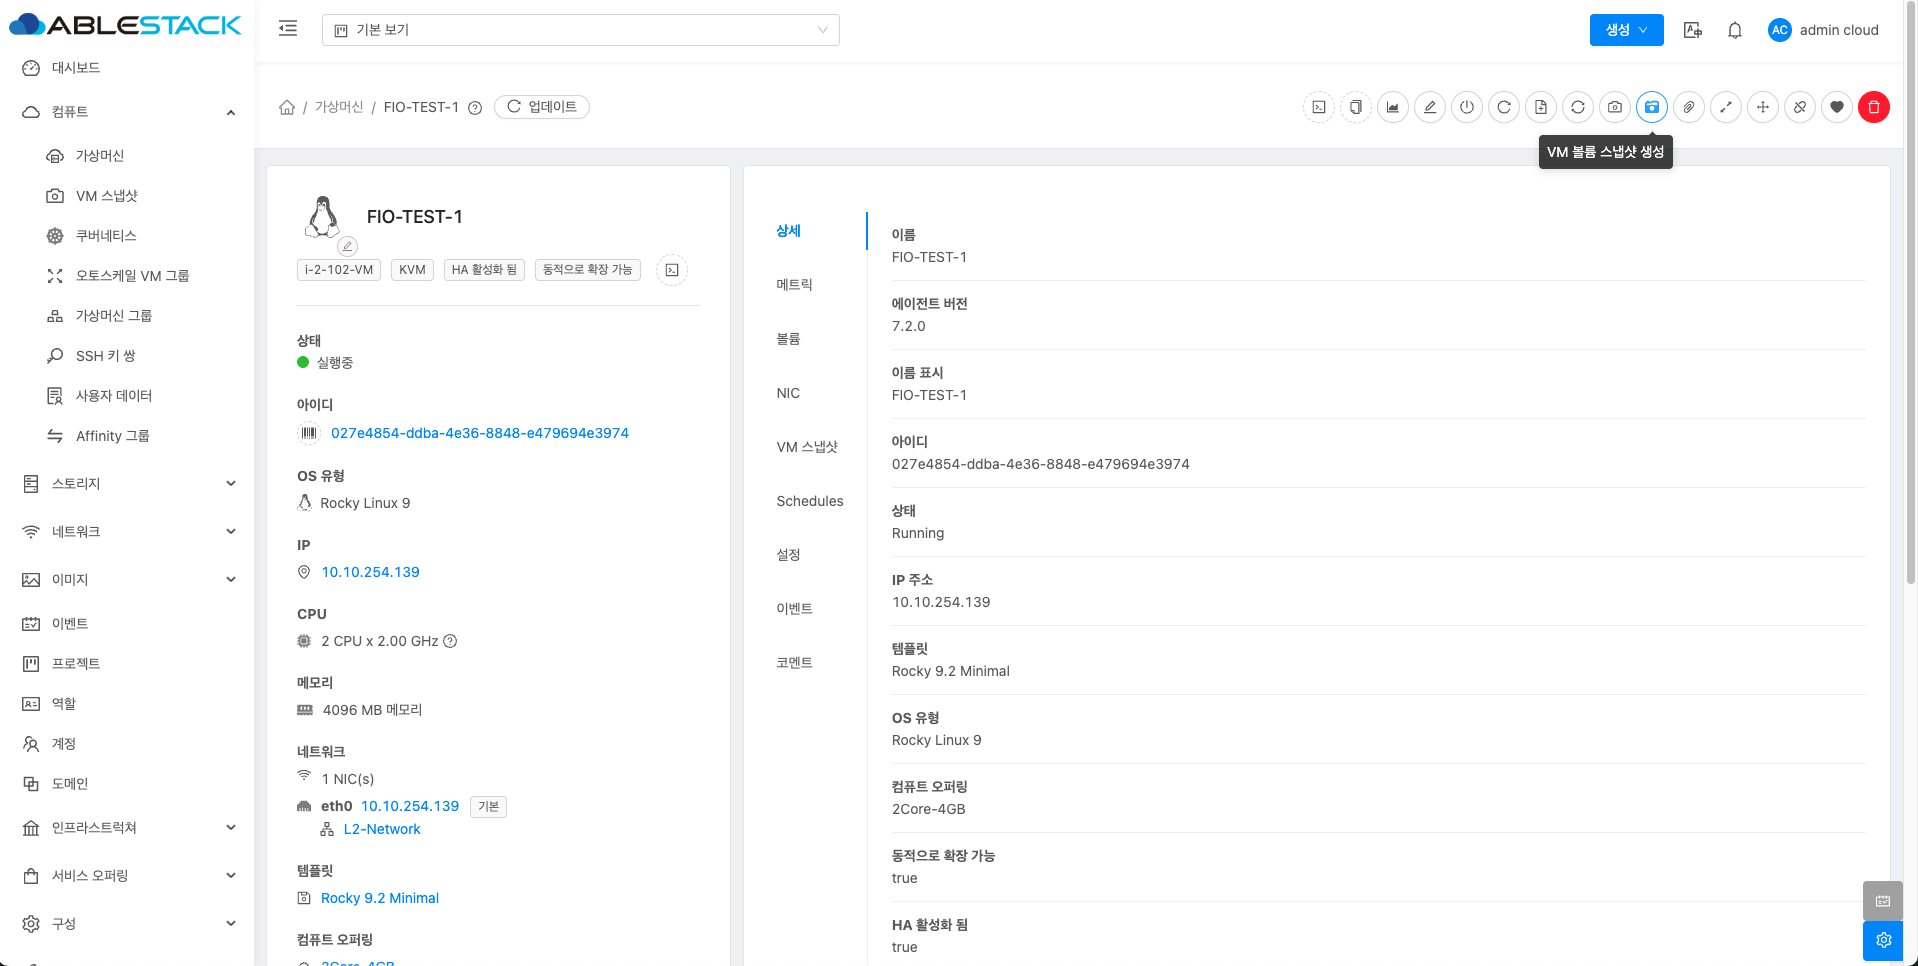 ABLESTACK
기본 보기
생성
AC
admin cloud
대시보드
컴퓨트
가상머신
VM 스냅샷
쿠버네티스
오토스케일 VM 그룹
가상머신 그룹
SSH 키 쌍
사용자 데이터
Affinity 그룹
스토리지
네트워크
이미지
이벤트
프로젝트
역할
계정
도메인
인프라스트럭쳐
서비스 오퍼링
구성
/ 가상머신 / FIO-TEST-1
업데이트
VM 볼륨 스냅샷 생성
FIO-TEST-1
i-2-102-VM
KVM
HA 활성화 됨
동적으로 확장 가능
상태
실행중
아이디
027e4854-ddba-4e36-8848-e479694e3974
OS 유형
Rocky Linux 9
IP
10.10.254.139
CPU
2 CPU x 2.00 GHz
메모리
4096 MB 메모리
네트워크
1 NIC(s)
eth0 10.10.254.139 기본
L2-Network
템플릿
Rocky 9.2 Minimal
컴퓨트 오퍼링
2Core-4GB
상세
메트릭
볼륨
NIC
VM 스냅샷
Schedules
설정
이벤트
코멘트
이름
FIO-TEST-1
에이전트 버전
7.2.0
이름 표시
FIO-TEST-1
아이디
027e4854-ddba-4e36-8848-e479694e3974
상태
Running
IP 주소
10.10.254.139
템플릿
Rocky 9.2 Minimal
OS 유형
Rocky Linux 9
컴퓨트 오퍼링
2Core-4GB
동적으로 확장 가능
true
HA 활성화 됨
true